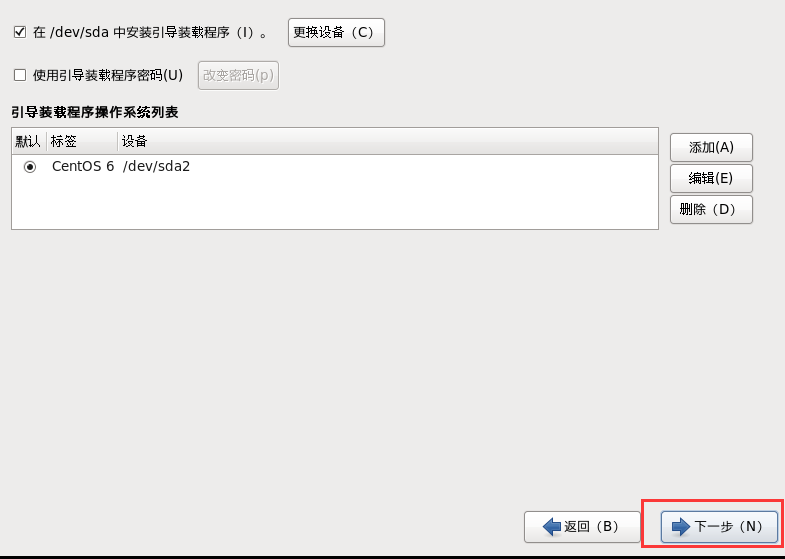 在 /dev/sda 中安装引导装载程序（I）。 更换设备（C）
使用引导装载程序密码(U) 改变密码(p)
引导装载程序操作系统列表
默认 标签 设备
CentOS 6 /dev/sda2
添加(A)
编辑(E)
删除（D）
返回（B） 下一步（N）